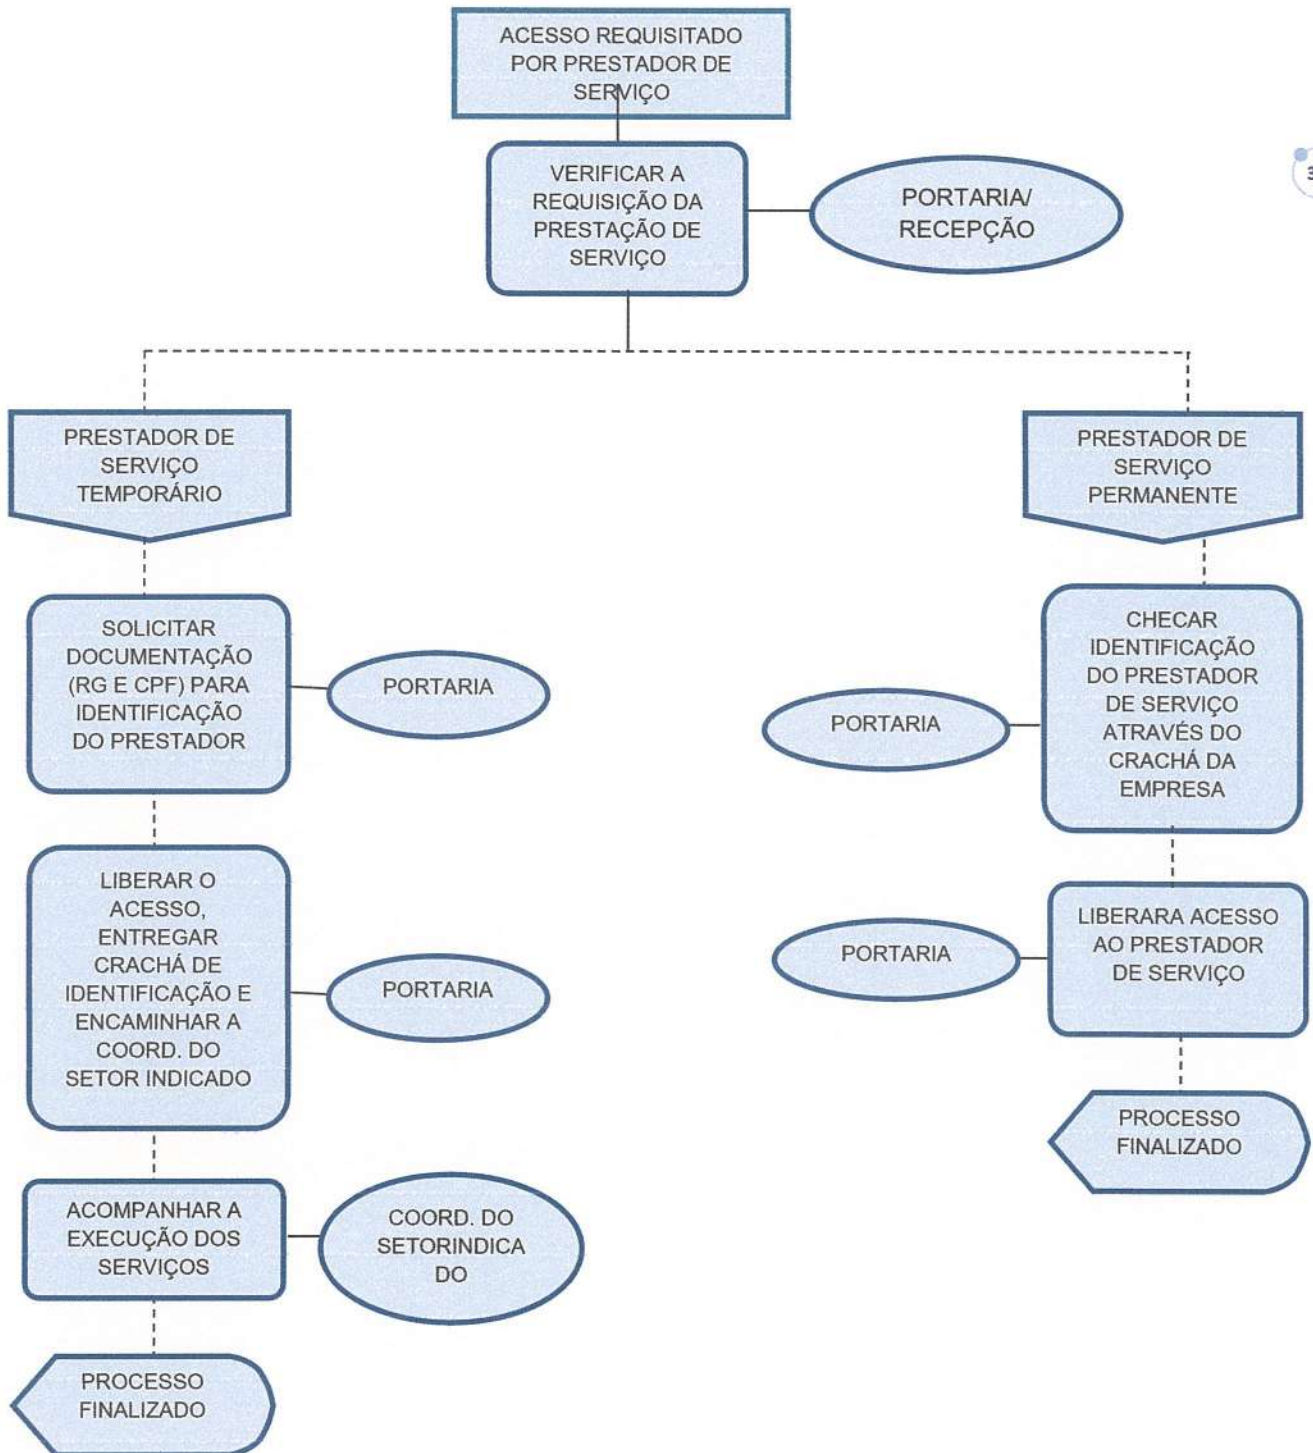 ACESSO REQUISITADO
POR PRESTADOR DE
SERVIÇO
VERIFICAR A
REQUISIÇÃO DA
PRESTAÇÃO DE
SERVIÇO
PORTARIA/
RECEPÇÃO
3
PRESTADOR DE
SERVIÇO
TEMPORÁRIO
SOLICITAR
DOCUMENTAÇÃO
(RG E CPF) PARA
IDENTIFICAÇÃO
DO PRESTADOR
PORTARIA
LIBERAR O
ACESSO,
ENTREGAR
CRACHÁ DE
IDENTIFICAÇÃO E
ENCAMINHAR A
COORD. DO
SETOR INDICADO
PORTARIA
ACOMPANHAR A
EXECUÇÃO DOS
SERVIÇOS
COORD. DO
SETORINDICA
DO
PROCESSO
FINALIZADO
PRESTADOR DE
SERVIÇO
PERMANENTE
CHECAR
IDENTIFICAÇÃO
DO PRESTADOR
DE SERVIÇO
ATRAVÉS DO
CRACHÁ DA
EMPRESA
PORTARIA
LIBERARA ACESSO
AO PRESTADOR
DE SERVIÇO
PORTARIA
PROCESSO
FINALIZADO